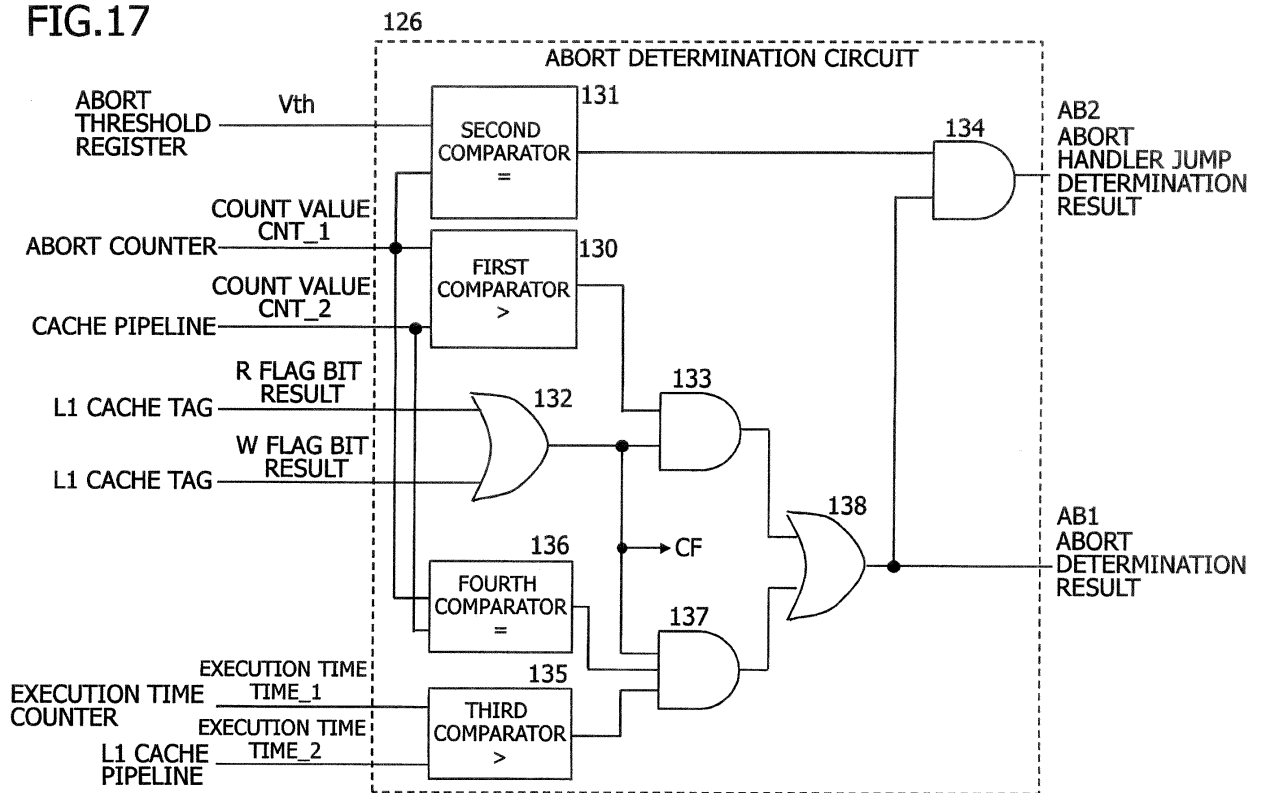 FIG.17
126
ABORT DETERMINATION CIRCUIT
ABORT
THRESHOLD
REGISTER
Vth
SECOND
COMPARATOR
=
131
134
AB2
ABORT
HANDLER JUMP
DETERMINATION
RESULT
COUNT VALUE
CNT_1
ABORT COUNTER
FIRST
COMPARATOR
>
130
COUNT VALUE
CNT_2
CACHE PIPELINE
R FLAG BIT
RESULT
L1 CACHE TAG
132
133
W FLAG BIT
RESULT
L1 CACHE TAG
138
CF
AB1
ABORT
DETERMINATION
RESULT
136
FOURTH
COMPARATOR
=
137
EXECUTION TIME
TIME_1
EXECUTION TIME
COUNTER
135
THIRD
COMPARATOR
>
EXECUTION TIME
TIME_2
L1 CACHE
PIPELINE